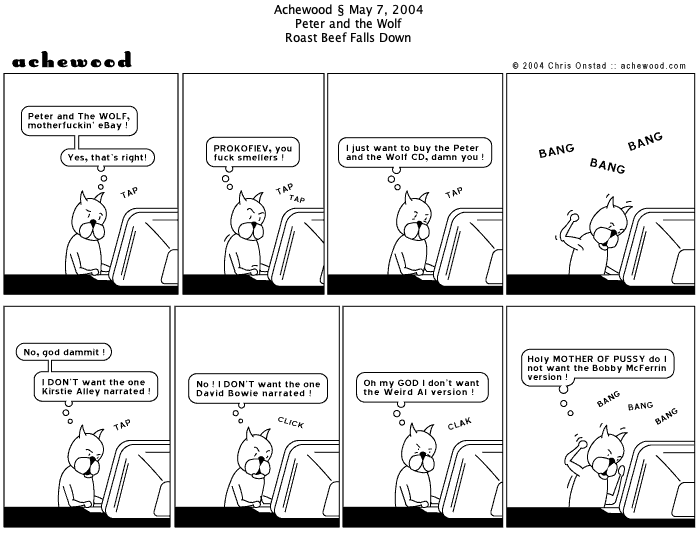 Achewood § May 7, 2004
Peter and the Wolf
Roast Beef Falls Down
achewood
© 2004 Chris Onstad :: achewood.com
Peter and The WOLF,
motherfuckin' eBay !
Yes, that's right!
TAP
PROKOFIEV, you
fuck smellers !
TAP
TAP
I just want to buy the Peter
and the Wolf CD, damn you !
TAP
BANG
BANG
BANG
No, god dammit !
I DON'T want the one
Kirstie Alley narrated !
TAP
No ! I DON'T want the one
David Bowie narrated !
CLICK
Oh my GOD I don't want
the Weird Al version !
CLAK
Holy MOTHER OF PUSSY do I
not want the Bobby McFerrin
version !
BANG
BANG
BANG